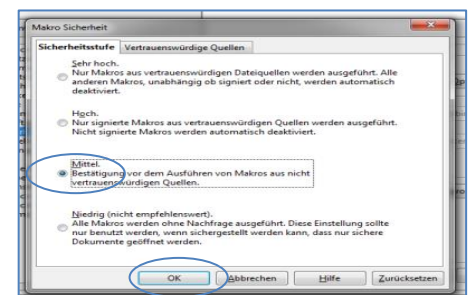 Makro Sicherheit
Sicherheitsstufe Vertrauenswürdige Quellen
Sehr hoch.
Nur Makros aus vertrauenswürdigen Dateiquellen werden ausgeführt. Alle
anderen Makros, unabhängig ob signiert oder nicht, werden automatisch
deaktiviert.
Hoch.
Nur signierte Makros aus vertrauenswürdigen Quellen werden ausgeführt.
Nicht signierte Makros werden automatisch deaktiviert.
Mittel.
Bestätigung vor dem Ausführen von Makros aus nicht
vertrauenswürdigen Quellen.
Niedrig (nicht empfehlenswert).
Alle Makros werden ohne Nachfrage ausgeführt. Diese Einstellung sollte
nur benutzt werden, wenn sichergestellt werden kann, dass nur sichere
Dokumente geöffnet werden.
OK Abbrechen Hilfe Zurücksetzen